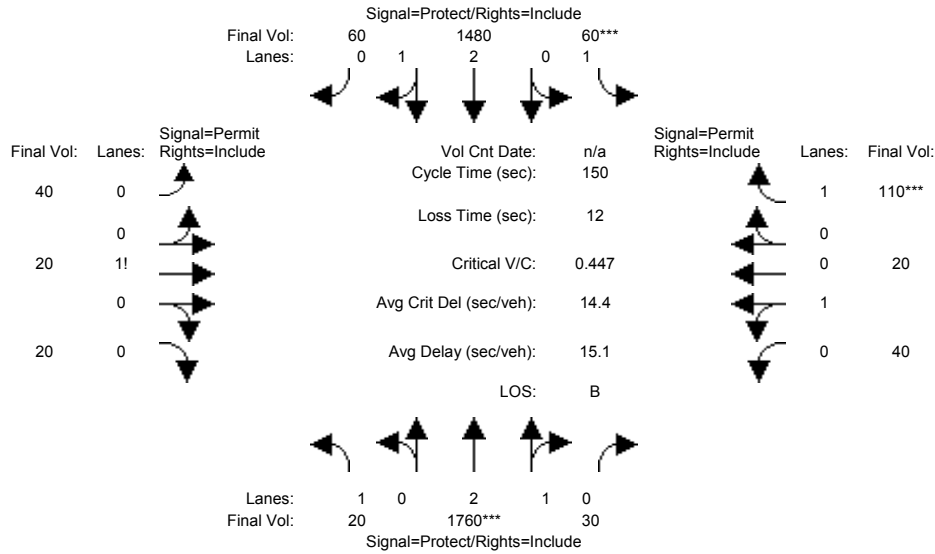 Signal=Protect/Rights=Include
Final Vol: 60 1480 60***
Lanes: 0 1 2 0 1
Signal=Permit Signal=Permit
Final Vol: Lanes: Rights=Include Vol Cnt Date: n/a Rights=Include Lanes: Final Vol:
Cycle Time (sec): 150
40 0 1 110***
Loss Time (sec): 12
0 0
20 1! Critical V/C: 0.447 0 20
0 Avg Crit Del (sec/veh): 14.4 1
20 0 Avg Delay (sec/veh): 15.1 0 40
LOS: B
Lanes: 1 0 2 1 0
Final Vol: 20 1760*** 30
Signal=Protect/Rights=Include